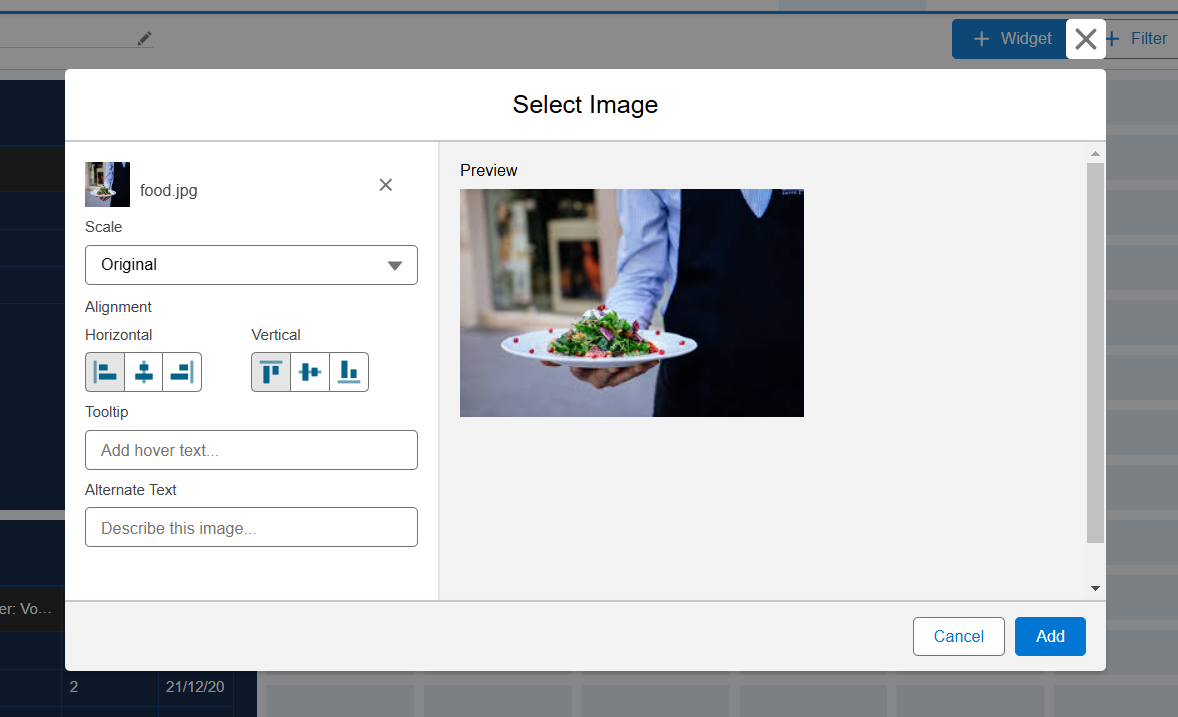 Widget
Filter
Select Image
food.jpg
Scale
Original
Alignment
Horizontal
Vertical
Tooltip
Add hover text...
Alternate Text
Describe this image...
Preview
er: Vo...
Cancel
Add
2
21/12/20